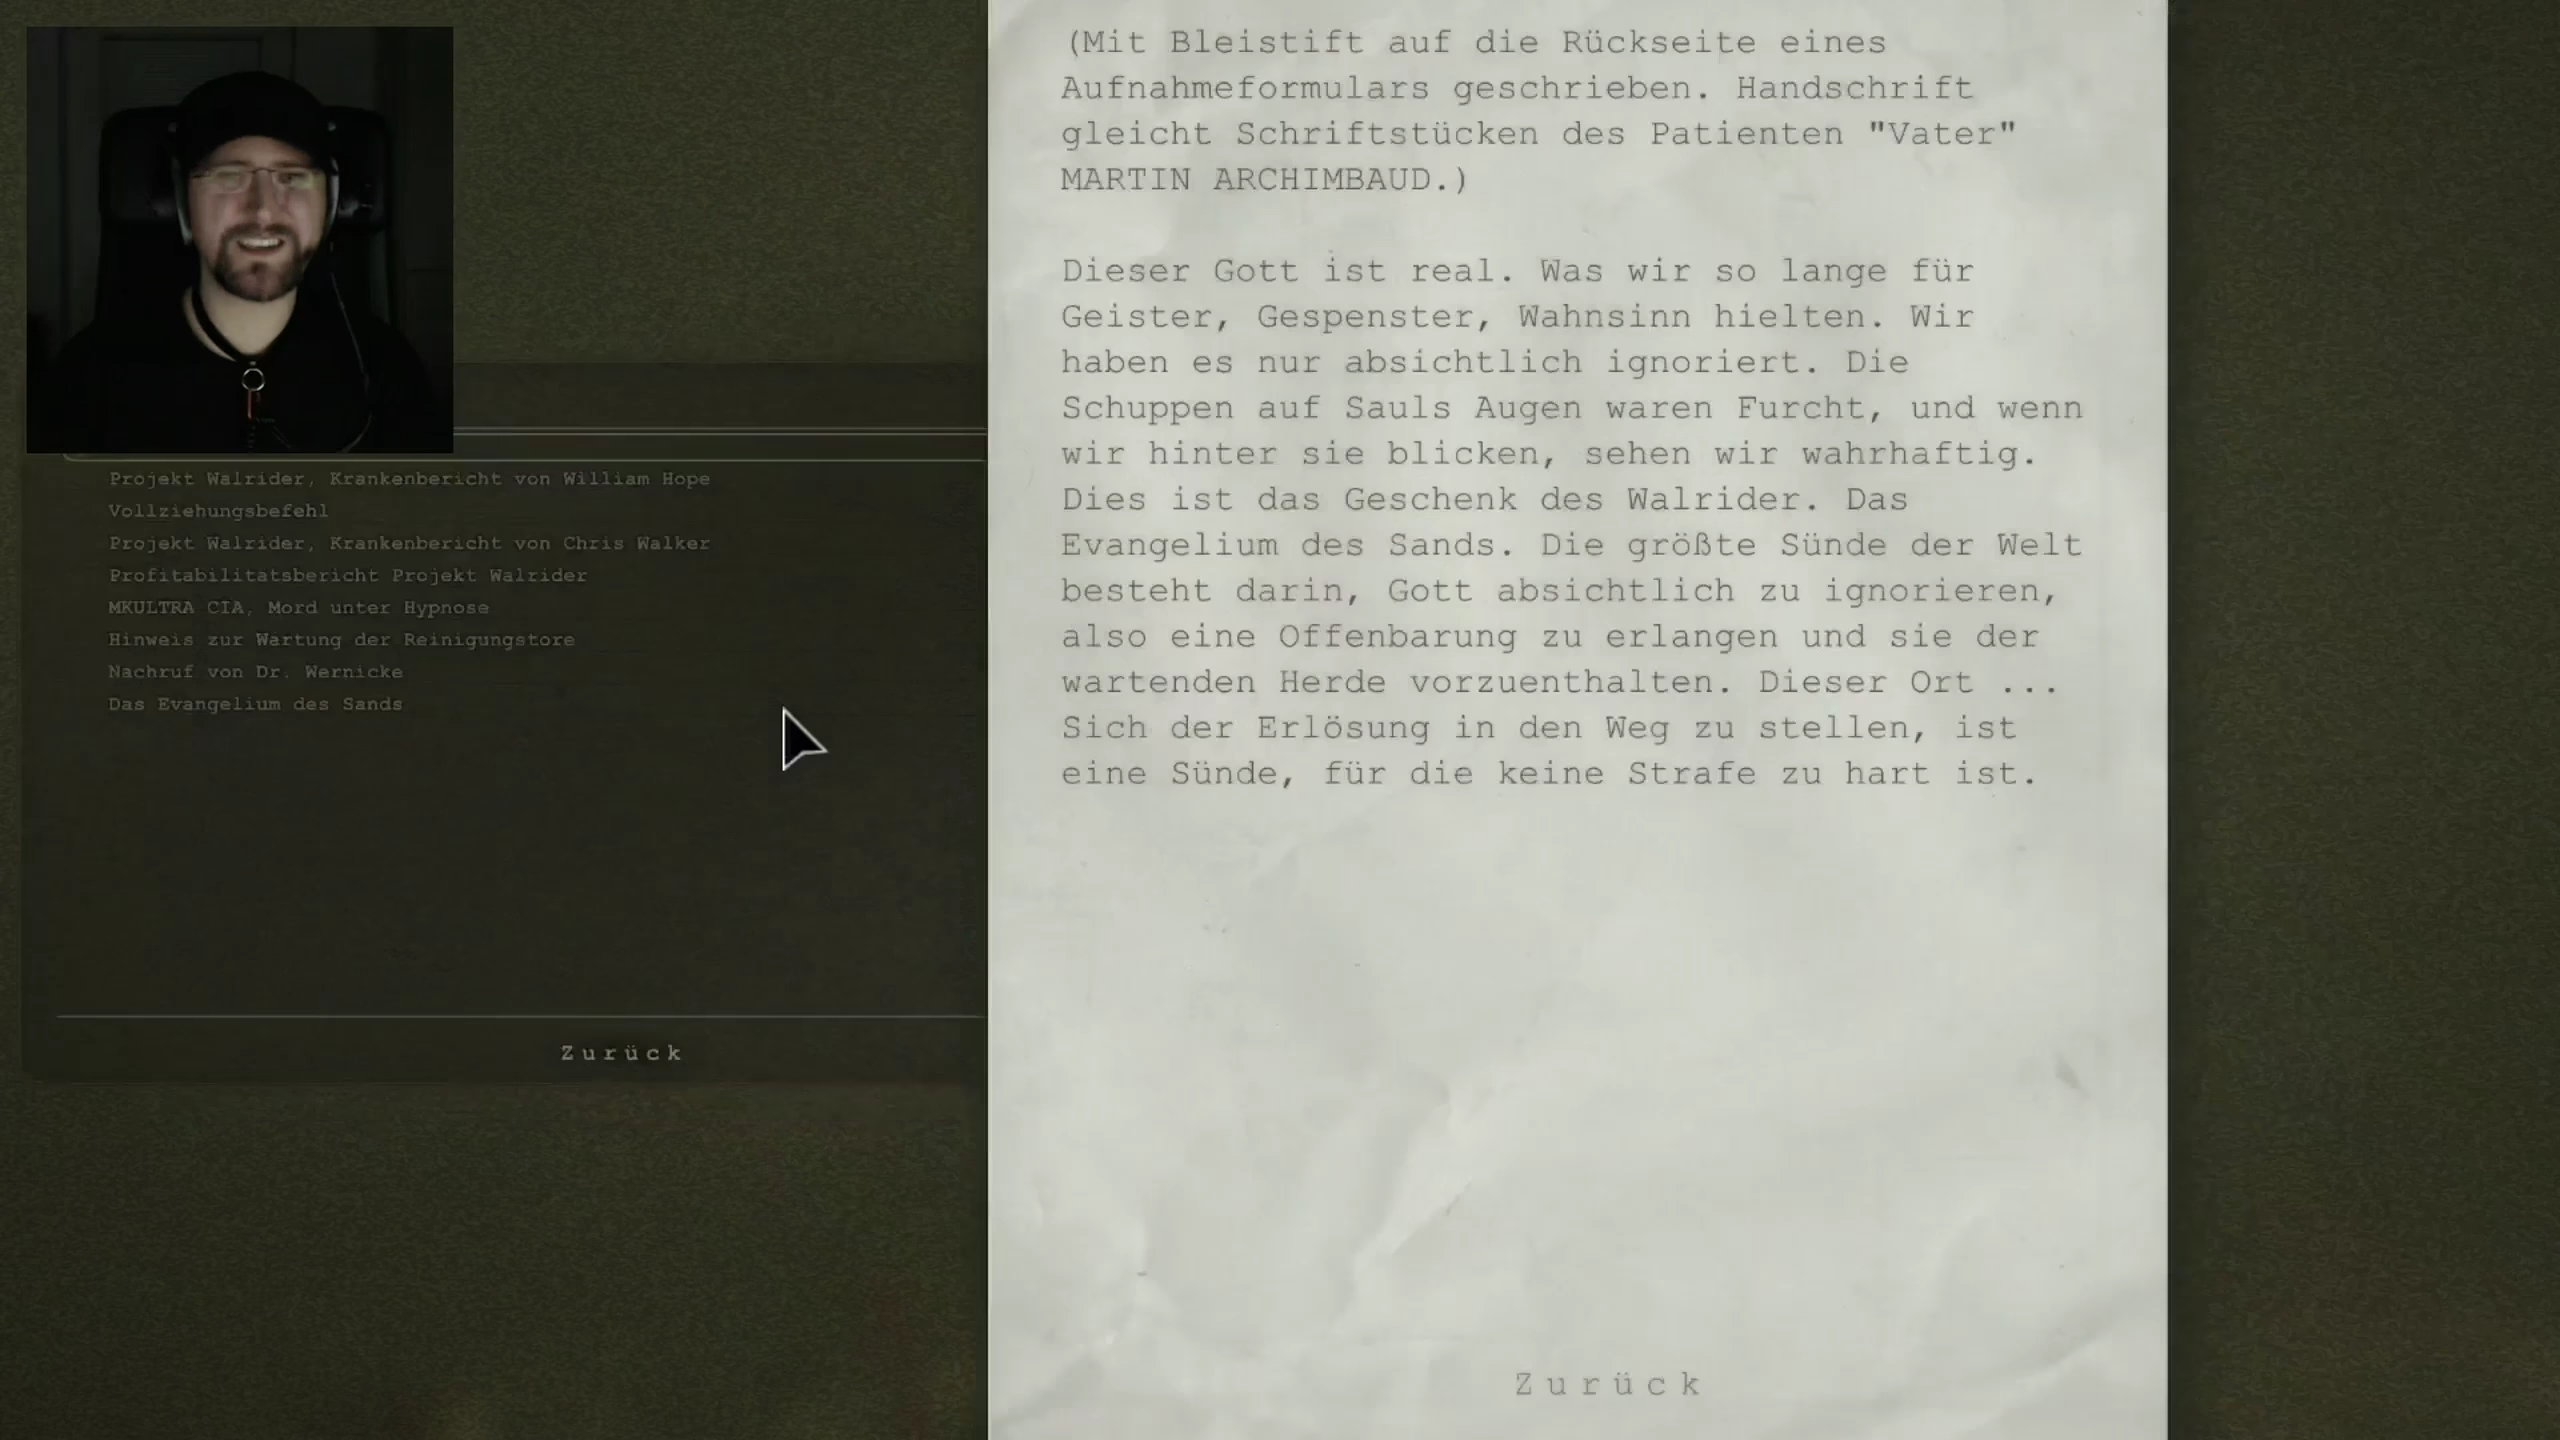 Projekt Walrider, Krankenbericht von William Hope
Vollziehungsbefehl
Projekt Walrider, Krankenbericht von Chris Walker
Profitabilitatsbericht Projekt Walrider
MKULTRA CIA, Mord unter Hypnose
Hinweis zur Wartung der Reinigungstore
Nachruf von Dr. Wernicke
Das Evangelium des Sands
Zurück
(Mit Bleistift auf die Rückseite eines
Aufnahmeformulars geschrieben. Handschrift
gleicht Schriftstücken des Patienten "Vater"
MARTIN ARCHIMBAUD.)
Dieser Gott ist real. Was wir so lange für
Geister, Gespenster, Wahnsinn hielten. Wir
haben es nur absichtlich ignoriert. Die
Schuppen auf Sauls Augen waren Furcht, und wenn
wir hinter sie blicken, sehen wir wahrhaftig.
Dies ist das Geschenk des Walrider. Das
Evangelium des Sands. Die größte Sünde der Welt
besteht darin, Gott absichtlich zu ignorieren,
also eine Offenbarung zu erlangen und sie der
wartenden Herde vorzuenthalten. Dieser Ort ...
Sich der Erlösung in den Weg zu stellen, ist
eine Sünde, für die keine Strafe zu hart ist.
Zurück